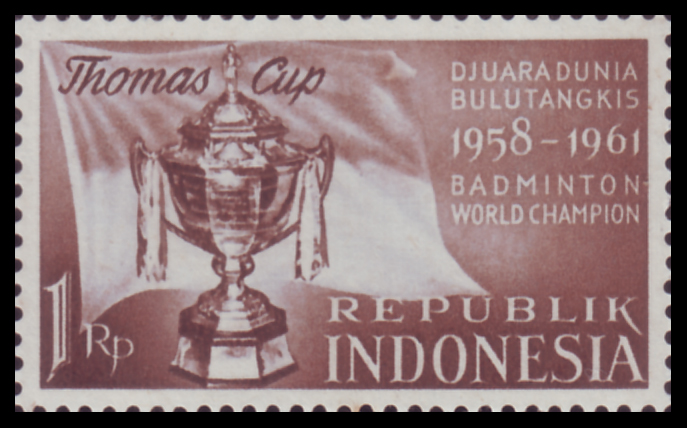 Thomas Cup
DJUARA DUNIA
BULUTANGKIS
1958-1961
BADMINTON-
WORLD CHAMPION
1 Rp
REPUBLIK
INDONESIA